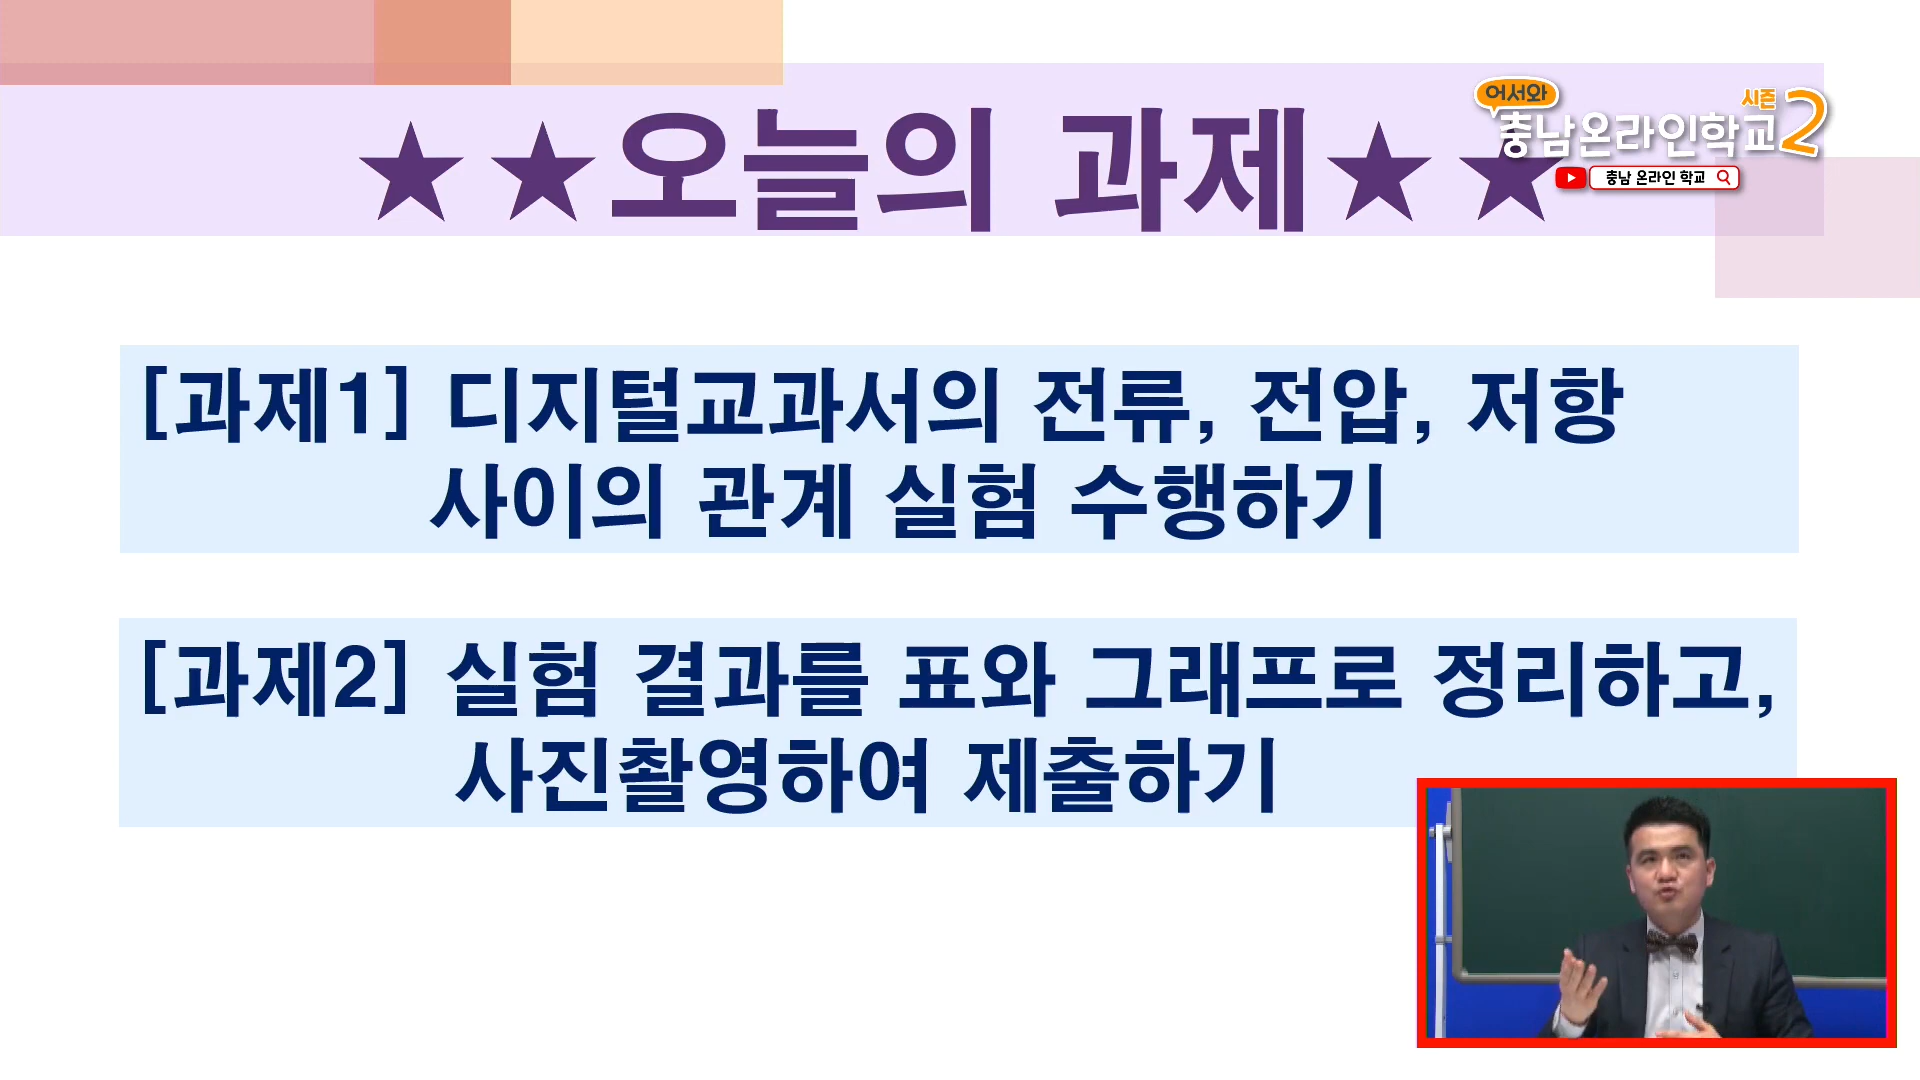 ★★오늘의 과제★★
어서와
시즌
충남온라인학교2
충남 온라인 학교
[과제1] 디지털교과서의 전류, 전압, 저항
사이의 관계 실험 수행하기
[과제2] 실험 결과를 표와 그래프로 정리하고,
사진촬영하여 제출하기